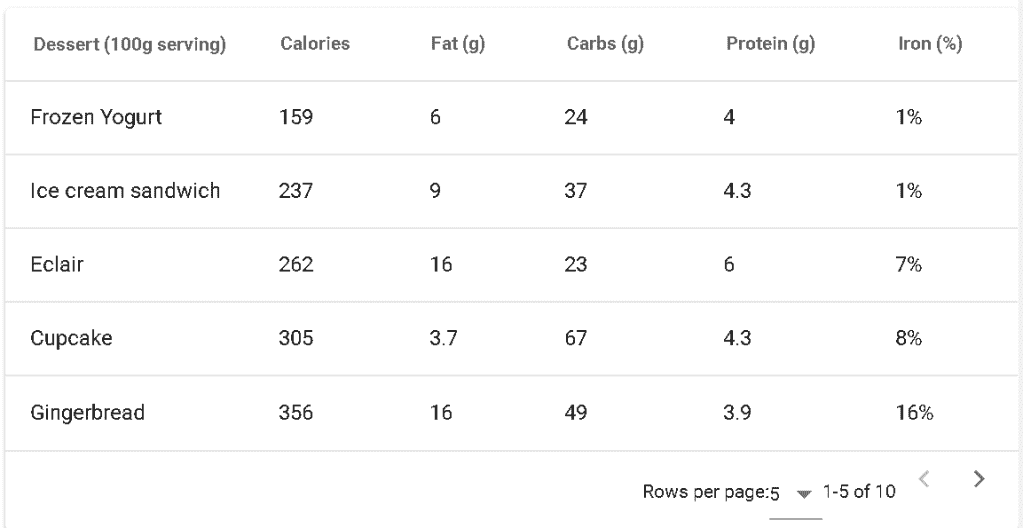 Dessert (100g serving) Calories Fat (g) Carbs (g) Protein (g) Iron (%)
Frozen Yogurt 159 6 24 4 1%
Ice cream sandwich 237 9 37 4.3 1%
Eclair 262 16 23 6 7%
Cupcake 305 3.7 67 4.3 8%
Gingerbread 356 16 49 3.9 16%
Rows per page:5 1-5 of 10